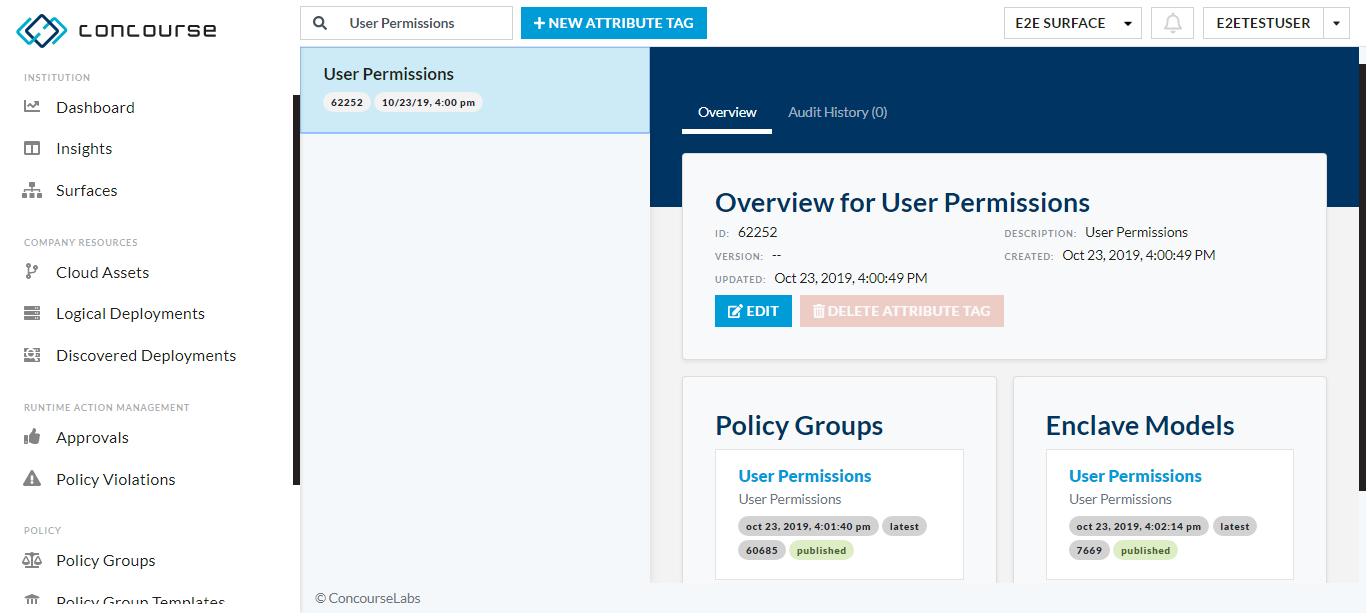 concourse
User Permissions
NEW ATTRIBUTE TAG
E2E SURFACE
E2ETESTUSER
INSTITUTION
Dashboard
Insights
Surfaces
COMPANY RESOURCES
Cloud Assets
Logical Deployments
Discovered Deployments
RUNTIME ACTION MANAGEMENT
Approvals
Policy Violations
POLICY
Policy Groups
Policy Group Templates
User Permissions
62252 10/23/19, 4:00 pm
Overview Audit History (0)
Overview for User Permissions
ID: 62252 DESCRIPTION: User Permissions
VERSION: -- CREATED: Oct 23, 2019, 4:00:49 PM
UPDATED: Oct 23, 2019, 4:00:49 PM
EDIT DELETE ATTRIBUTE TAG
Policy Groups
User Permissions
User Permissions
oct 23, 2019, 4:01:40 pm latest
60685 published
Enclave Models
User Permissions
User Permissions
oct 23, 2019, 4:02:14 pm latest
7669 published
© ConcourseLabs